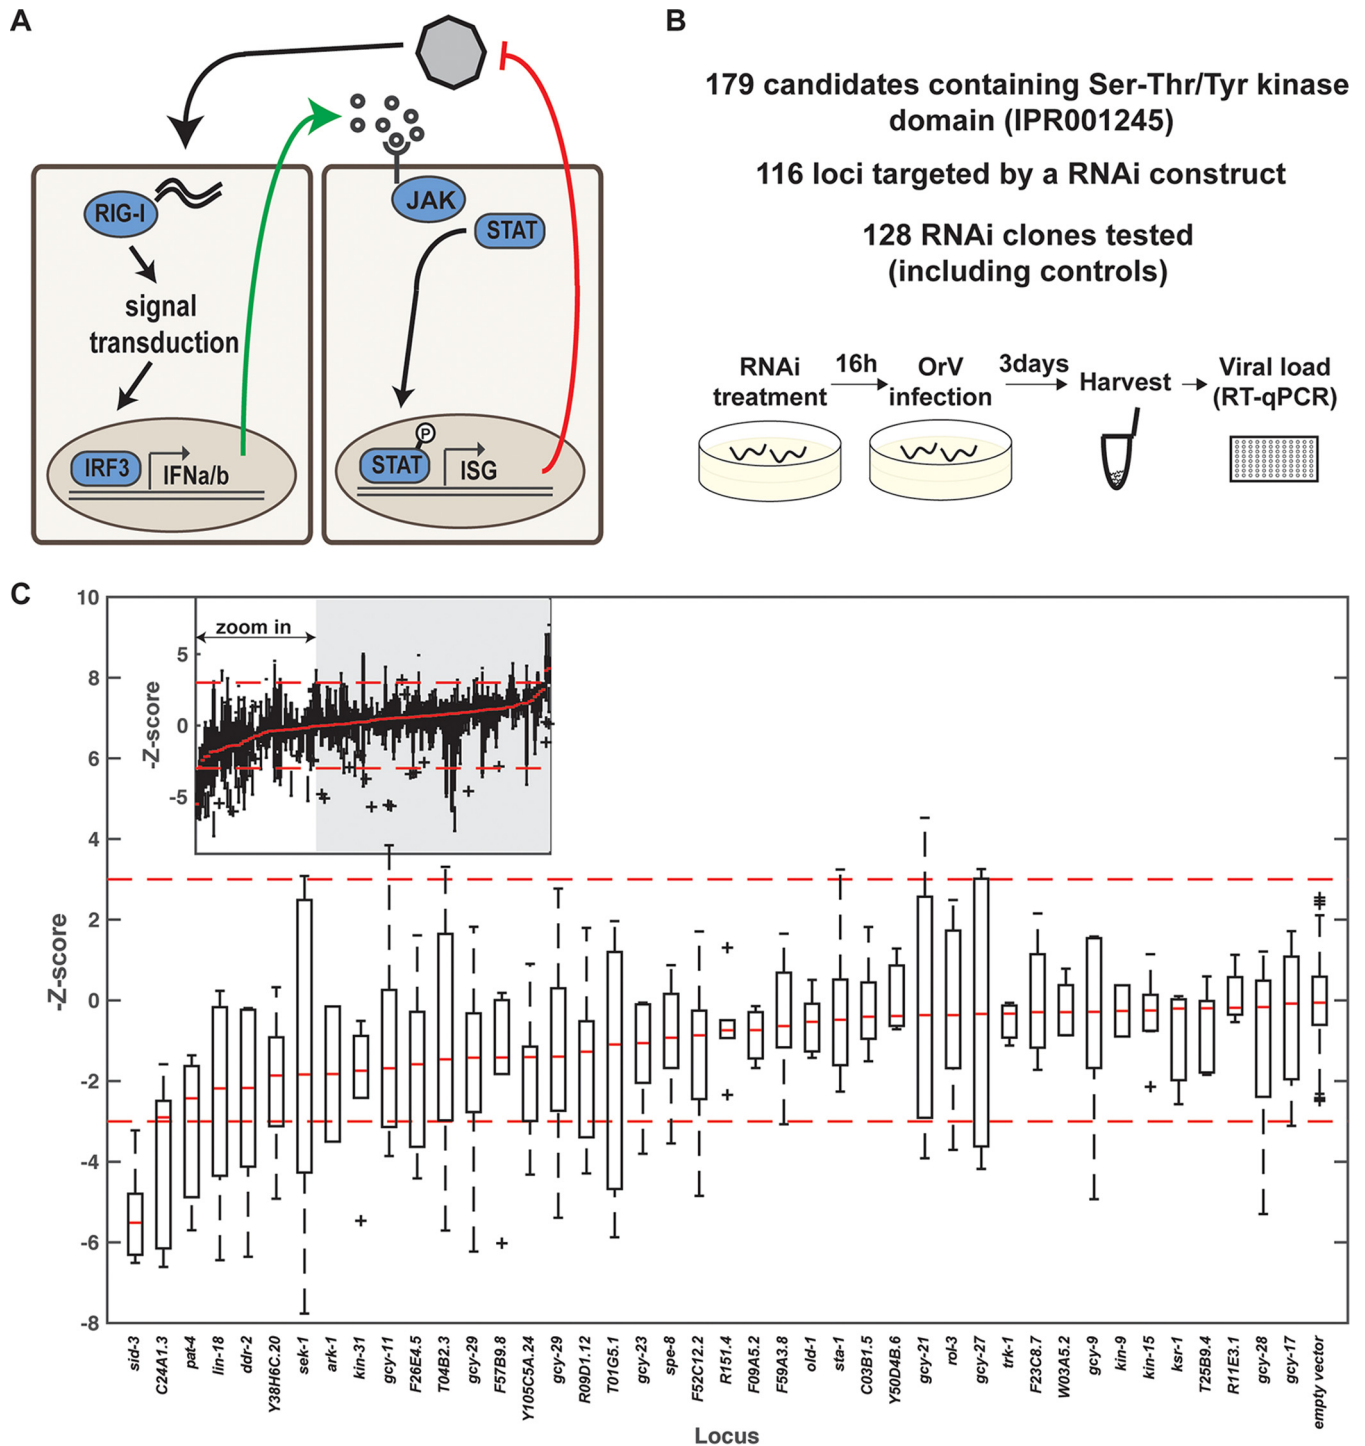 A
RIG-I
signal
transduction
IRF3
IFNa/b
JAK
STAT
P
STAT
ISG
B
179 candidates containing Ser-Thr/Tyr kinase
domain (IPR001245)
116 loci targeted by a RNAi construct
128 RNAi clones tested
(including controls)
RNAi
treatment
16h
OrV
infection
3days
Harvest
Viral load
(RT-qPCR)
C
10
8
6
4
2
0
-2
-4
-6
-8
-Z-score
zoom in
5
0
-5
-Z-score
sid-3
C24A1.3
pat-4
lin-18
ddr-2
Y38H6C.20
sek-1
ark-1
kin-31
gcy-11
F26E4.5
T04B2.3
gcy-29
F57B9.8
Y105C5A.24
gcy-29
R09D1.12
T01G5.1
gcy-23
spe-8
F52C12.2
R151.4
F09A5.2
F59A3.8
old-1
sta-1
C03B1.5
Y50D4B.6
gcy-21
rol-3
gcy-27
trk-1
F23C8.7
W03A5.2
gcy-9
kin-9
kin-15
ksr-1
T25B9.4
R11E3.1
gcy-28
gcy-17
empty vector
Locus